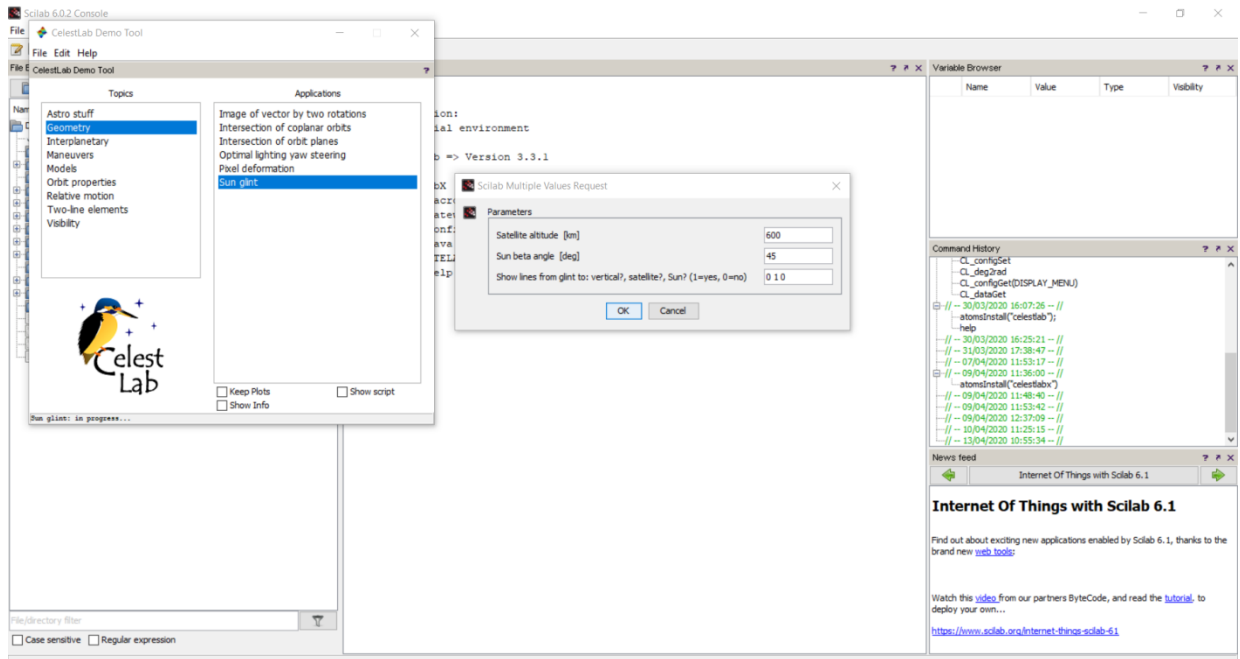 Scilab 6.0.2 Console
File
CelestLab Demo Tool
File Edit Help
CelestLab Demo Tool
Topics
Applications
Astro stuff
Geometry
Interplanetary
Maneuvers
Models
Orbit properties
Relative motion
Two-line elements
Visibility
Image of vector by two rotations
Intersection of coplanar orbits
Intersection of orbit planes
Optimal lighting yaw steering
Pixel deformation
Sun glint
Celest
Lab
Keep Plots
Show script
Show Info
Sun glint: in progress...
File/directory filter
Case sensitive
Regular expression
ion:
ial environment
b => Version 3.3.1
Scilab Multiple Values Request
Parameters
Satellite altitude [km]
600
Sun beta angle [deg]
45
Show lines from glint to: vertical?, satellite?, Sun? (1=yes, 0=no)
0 1 0
OK
Cancel
Variable Browser
Name Value Type Visibility
Command History
CL_configSet
CL_deg2rad
CL_configGet(DISPLAY_MENU)
CL_dataGet
// -- 30/03/2020 16:07:26 -- //
atomsInstall("celestlab");
help
// -- 30/03/2020 16:25:21 -- //
// -- 31/03/2020 17:38:47 -- //
// -- 07/04/2020 11:53:17 -- //
// -- 09/04/2020 11:36:00 -- //
atomsInstall("celestlabx")
// -- 09/04/2020 11:48:40 -- //
// -- 09/04/2020 11:53:42 -- //
// -- 09/04/2020 12:37:09 -- //
// -- 10/04/2020 11:25:15 -- //
// -- 13/04/2020 10:55:34 -- //
News feed
Internet Of Things with Scilab 6.1
Internet Of Things with Scilab 6.1
Find out about exciting new applications enabled by Scilab 6.1, thanks to the
brand new web tools:
Watch this video from our partners ByteCode, and read the tutorial. to
deploy your own...
https://www.scilab.org/internet-things-scilab-61